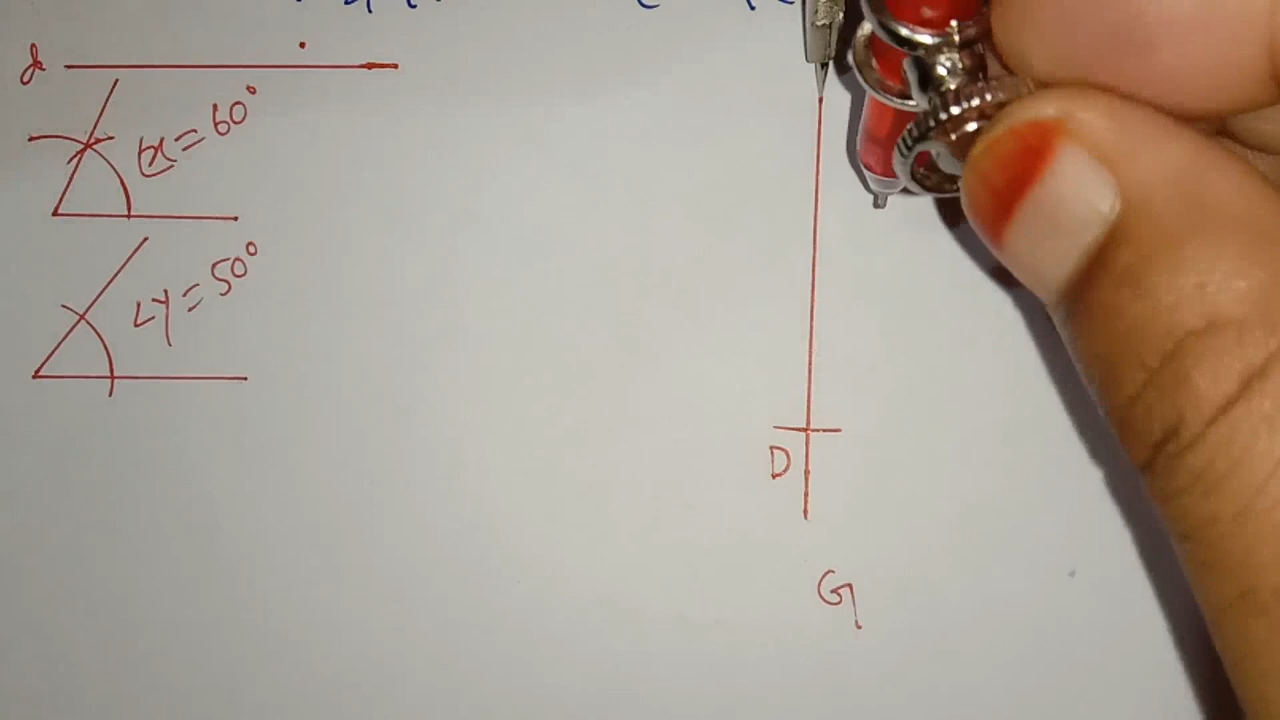 d
∠x = 60°
∠y = 50°
D
G